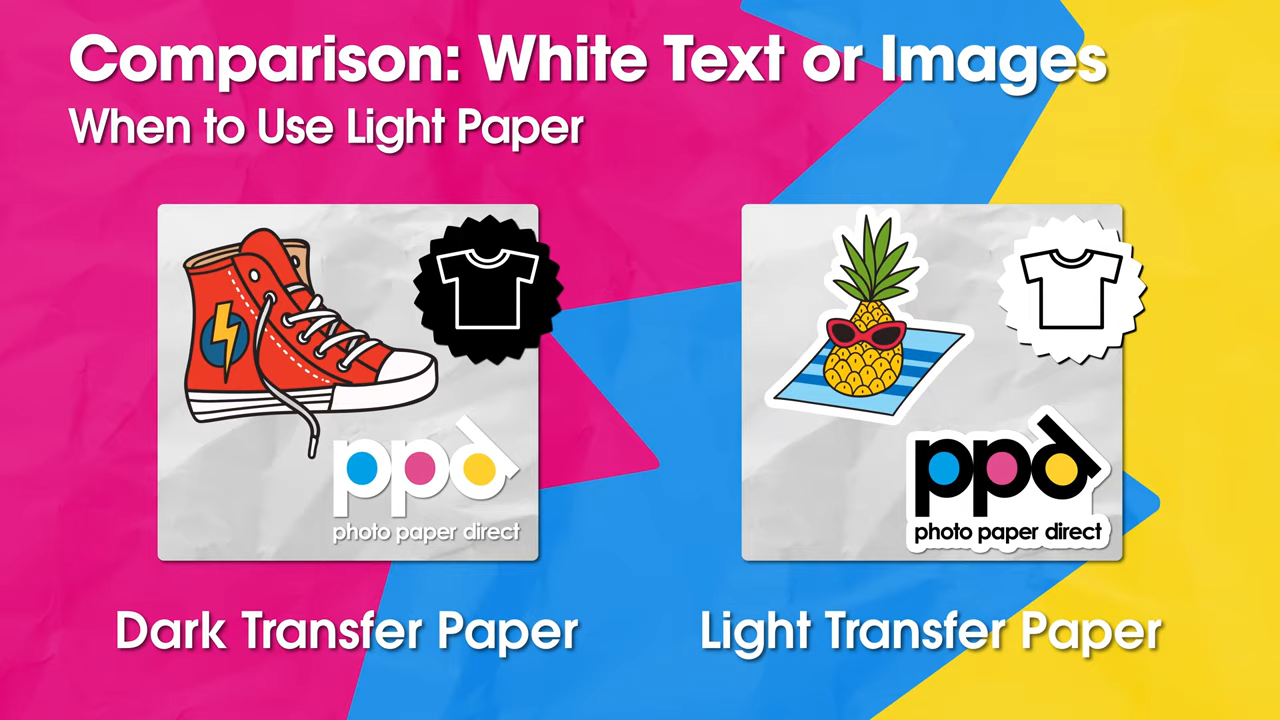 Comparison: White Text or Images
When to Use Light Paper
ppd
photo paper direct
ppd
photo paper direct
Dark Transfer Paper
Light Transfer Paper